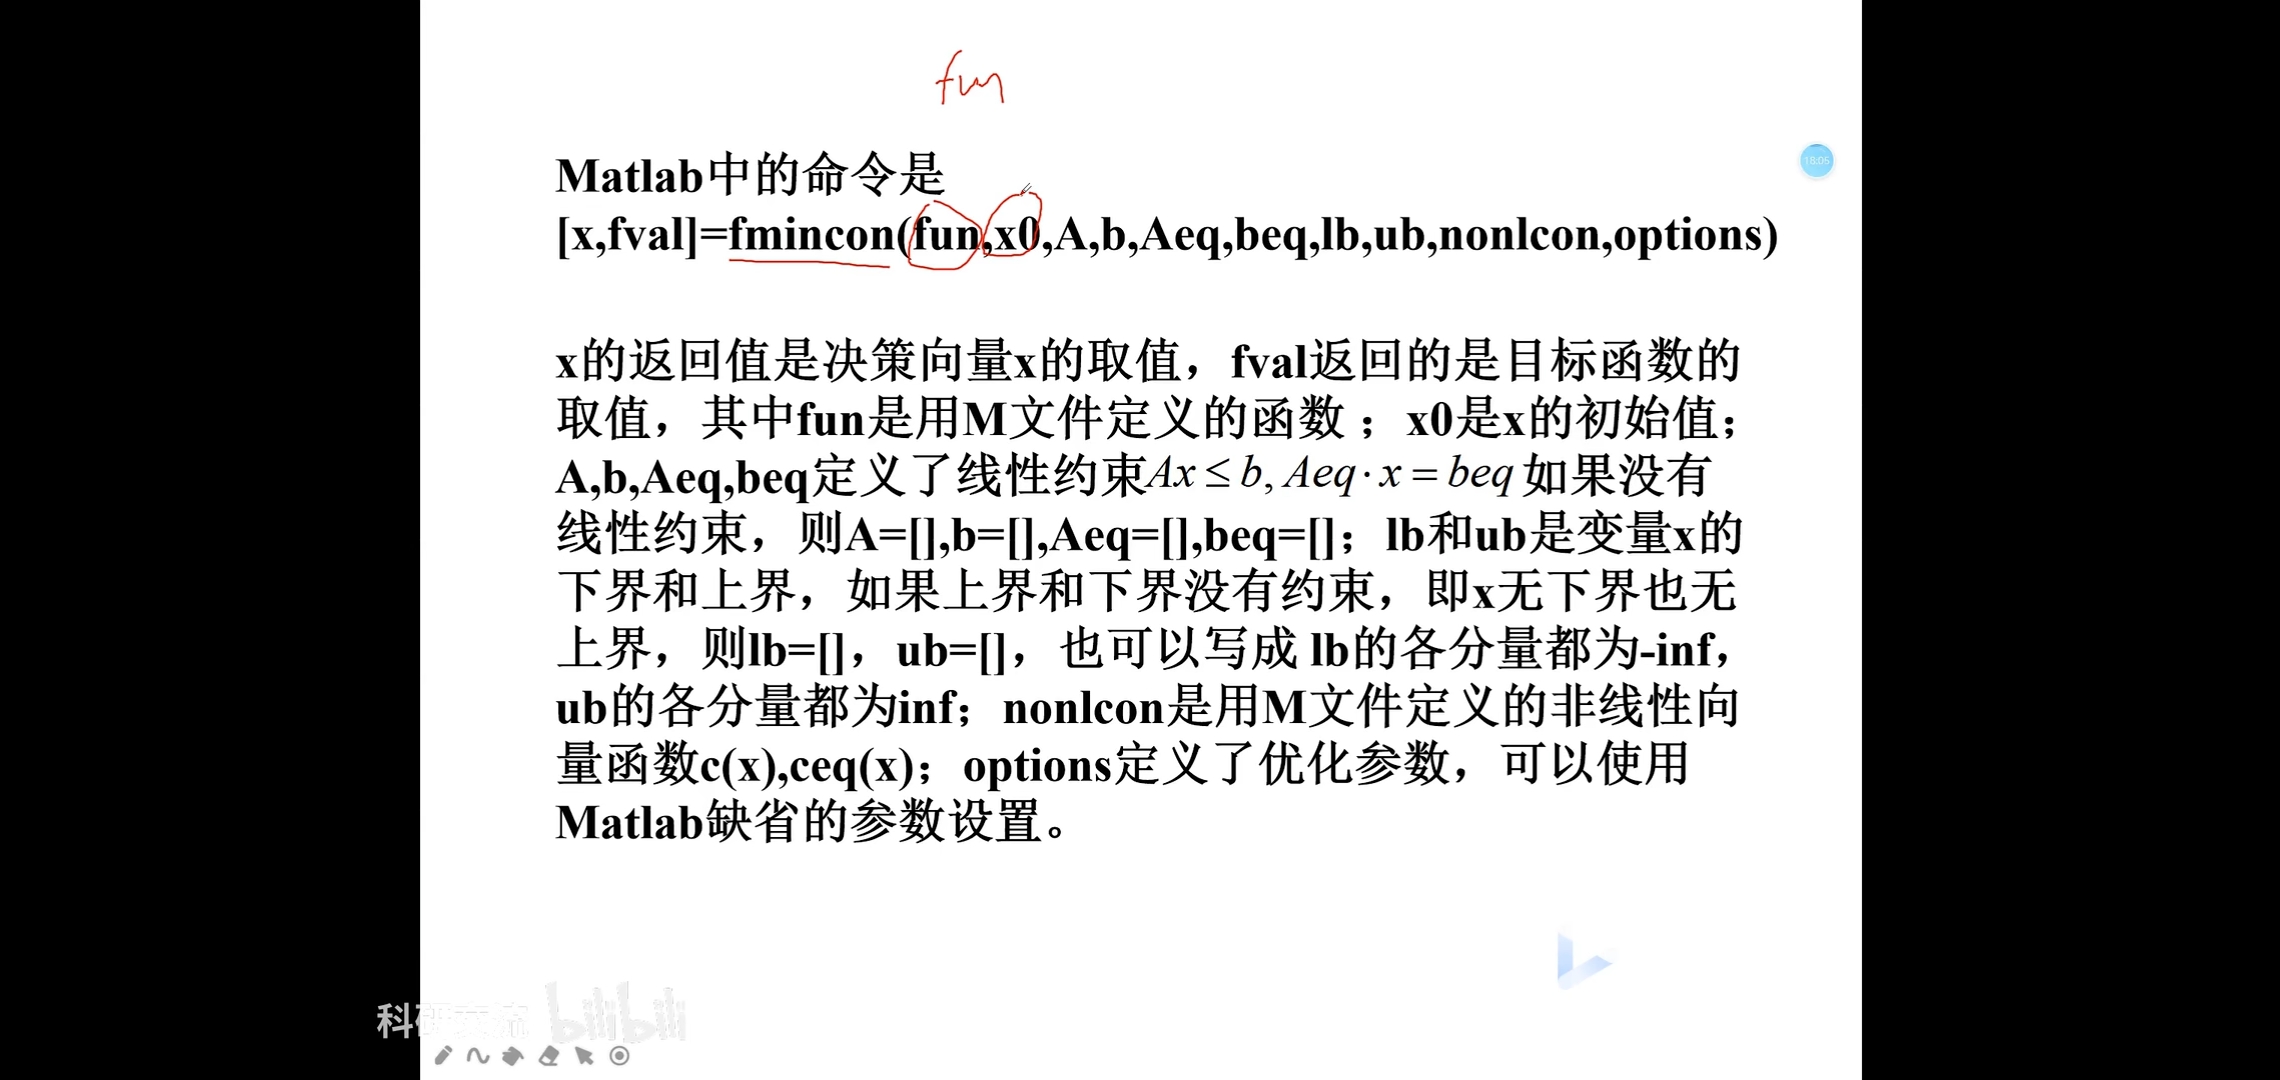 fun
Matlab中的命令是
18:05
[x,fval]=fmincon(fun,x0,A,b,Aeq,beq,lb,ub,nonlcon,options)
x的返回值是决策向量x的取值，fval返回的是目标函数的
取值，其中fun是用M文件定义的函数；x0是x的初始值；
A,b,Aeq,beq定义了线性约束Ax ≤ b, Aeq·x = beq 如果没有
线性约束，则A=[],b=[],Aeq=[],beq=[]；lb和ub是变量x的
下界和上界，如果上界和下界没有约束，即x无下界也无
上界，则lb=[]，ub=[]，也可以写成 lb的各分量都为-inf，
ub的各分量都为inf；nonlcon是用M文件定义的非线性向
量函数c(x),ceq(x)；options定义了优化参数，可以使用
Matlab缺省的参数设置。
科研交流 bilibili